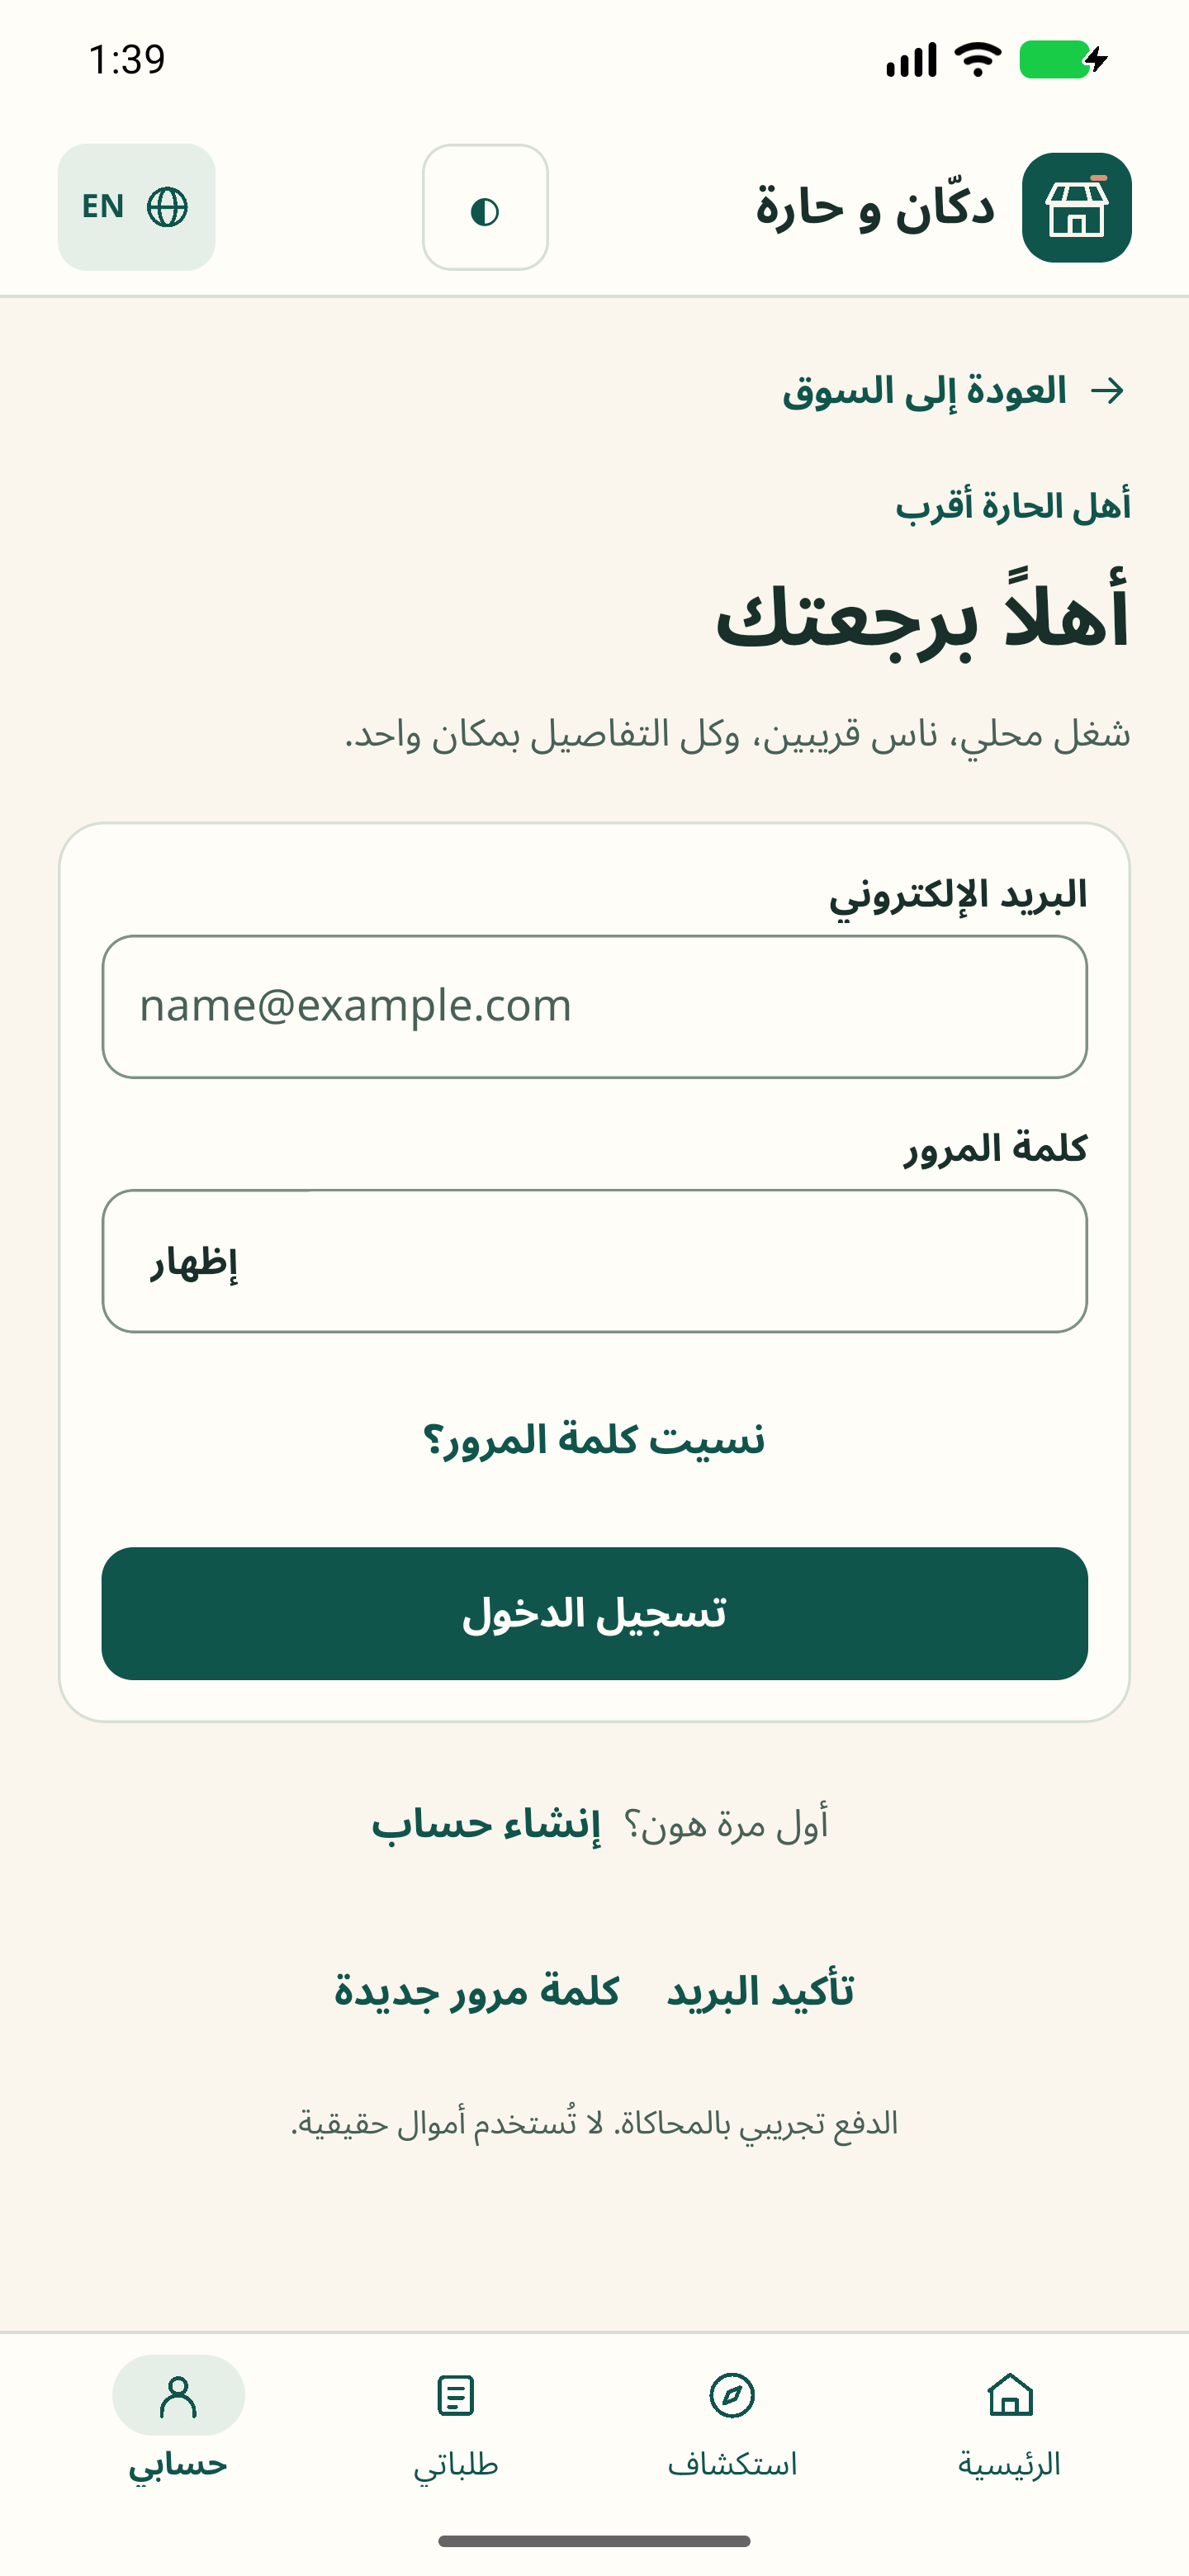 1:39
دكّان و حارة
EN
العودة إلى السوق
أهل الحارة أقرب
أهلاً برجعتك
شغل محلي، ناس قريبين، وكل التفاصيل بمكان واحد.
البريد الإلكتروني
name@example.com
كلمة المرور
إظهار
نسيت كلمة المرور؟
تسجيل الدخول
أول مرة هون؟ إنشاء حساب
تأكيد البريد كلمة مرور جديدة
الدفع تجريبي بالمحاكاة. لا تُستخدم أموال حقيقية.
الرئيسية استكشاف طلباتي حسابي